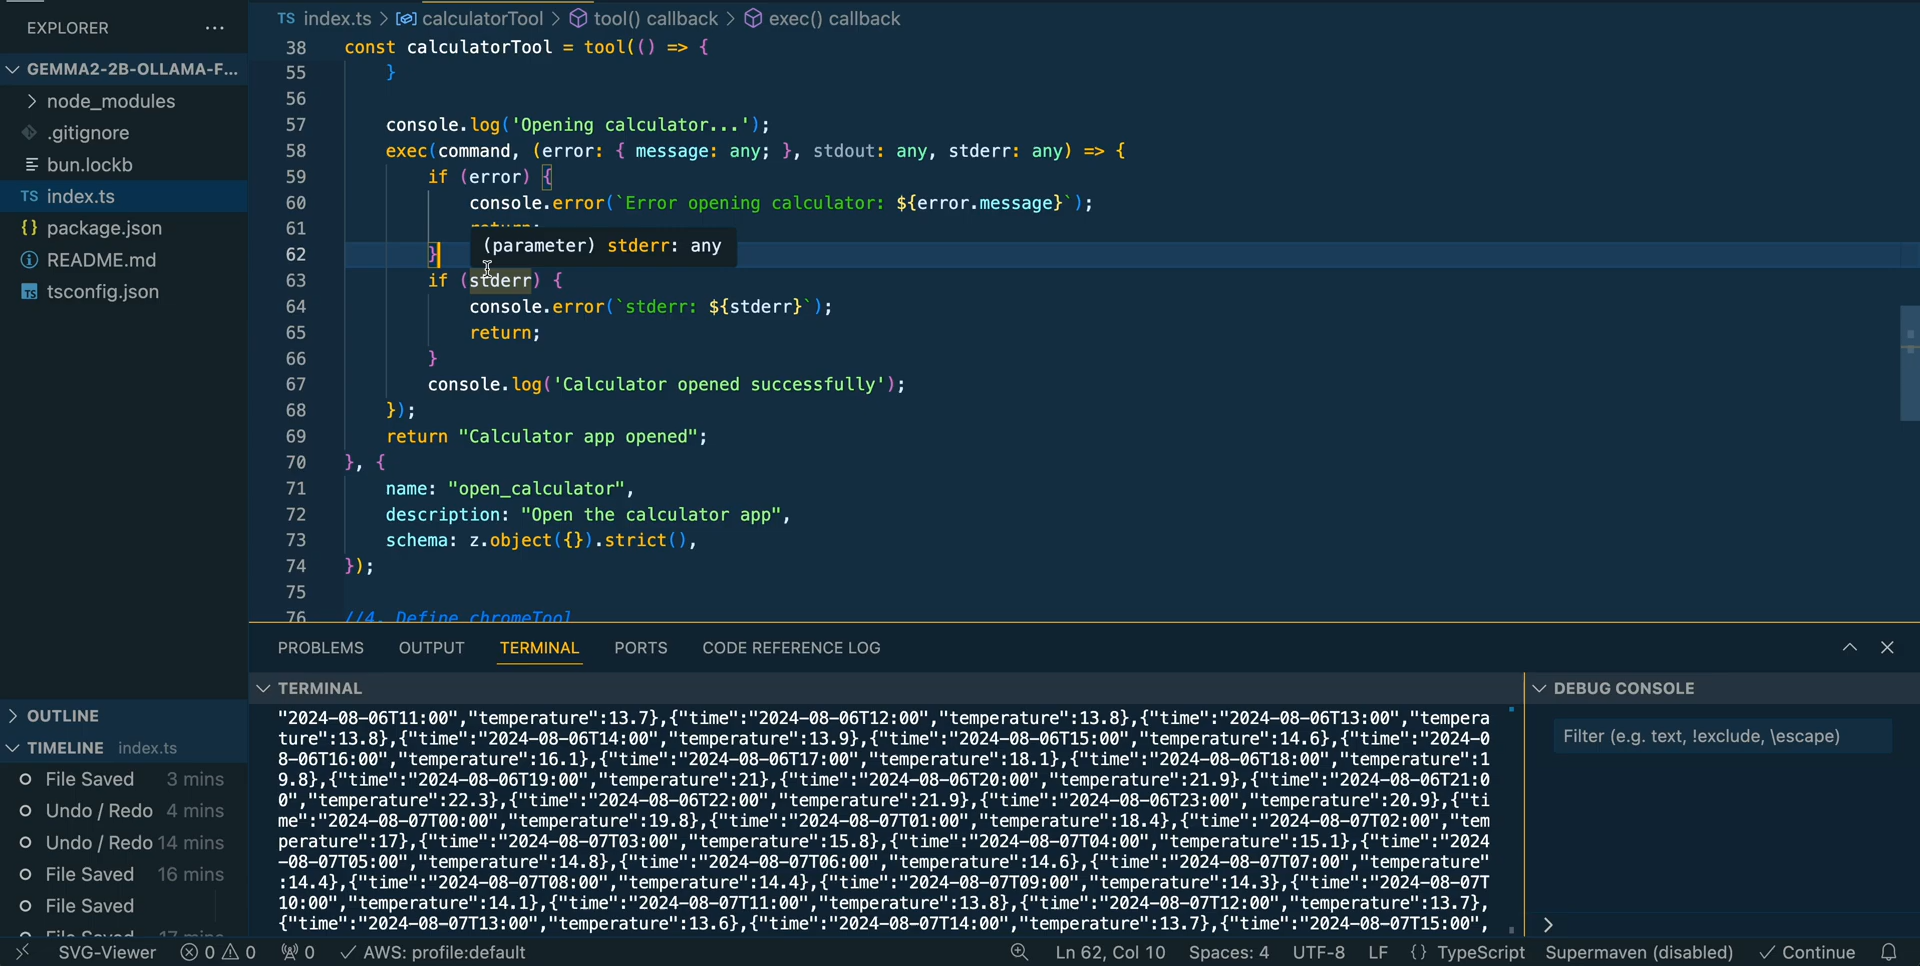 EXPLORER ...
GEMMA2-2B-OLLAMA-F...
node_modules
.gitignore
bun.lockb
TS index.ts
{} package.json
README.md
TS tsconfig.json
OUTLINE
TIMELINE index.ts
File Saved 3 mins
Undo / Redo 4 mins
Undo / Redo 14 mins
File Saved 16 mins
File Saved
TS index.ts > calculatorTool > tool() callback > exec() callback
38 const calculatorTool = tool(() => {
55 }
56
57 console.log('Opening calculator...');
58 exec(command, (error: { message: any; }, stdout: any, stderr: any) => {
59 if (error) {
60 console.error(`Error opening calculator: ${error.message}`);
61 return;
(parameter) stderr: any
62 }
63 if (stderr) {
64 console.error(`stderr: ${stderr}`);
65 return;
66 }
67 console.log('Calculator opened successfully');
68 });
69 return "Calculator app opened";
70 }, {
71 name: "open_calculator",
72 description: "Open the calculator app",
73 schema: z.object({}).strict(),
74 });
75
76 //4. Define chromeTool
PROBLEMS OUTPUT TERMINAL PORTS CODE REFERENCE LOG
TERMINAL
"2024-08-06T11:00","temperature":13.7},{"time":"2024-08-06T12:00","temperature":13.8},{"time":"2024-08-06T13:00","tempera
ture":13.8},{"time":"2024-08-06T14:00","temperature":13.9},{"time":"2024-08-06T15:00","temperature":14.6},{"time":"2024-0
8-06T16:00","temperature":16.1},{"time":"2024-08-06T17:00","temperature":18.1},{"time":"2024-08-06T18:00","temperature":1
9.8},{"time":"2024-08-06T19:00","temperature":21},{"time":"2024-08-06T20:00","temperature":21.9},{"time":"2024-08-06T21:0
0","temperature":22.3},{"time":"2024-08-06T22:00","temperature":21.9},{"time":"2024-08-06T23:00","temperature":20.9},{"ti
me":"2024-08-07T00:00","temperature":19.8},{"time":"2024-08-07T01:00","temperature":18.4},{"time":"2024-08-07T02:00","tem
perature":17},{"time":"2024-08-07T03:00","temperature":15.8},{"time":"2024-08-07T04:00","temperature":15.1},{"time":"2024
-08-07T05:00","temperature":14.8},{"time":"2024-08-07T06:00","temperature":14.6},{"time":"2024-08-07T07:00","temperature"
:14.4},{"time":"2024-08-07T08:00","temperature":14.4},{"time":"2024-08-07T09:00","temperature":14.3},{"time":"2024-08-07T
10:00","temperature":14.1},{"time":"2024-08-07T11:00","temperature":13.8},{"time":"2024-08-07T12:00","temperature":13.7},
{"time":"2024-08-07T13:00","temperature":13.6},{"time":"2024-08-07T14:00","temperature":13.7},{"time":"2024-08-07T15:00",
DEBUG CONSOLE
Filter (e.g. text, !exclude, \escape)
SVG-Viewer 0 0 0 AWS: profile:default Ln 62, Col 10 Spaces: 4 UTF-8 LF {} TypeScript Supermaven (disabled) Continue